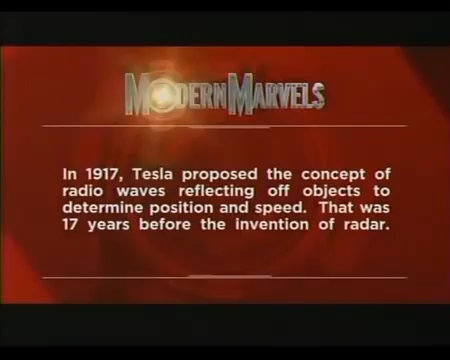 MODERN MARVELS
In 1917, Tesla proposed the concept of
radio waves reflecting off objects to
determine position and speed. That was
17 years before the invention of radar.